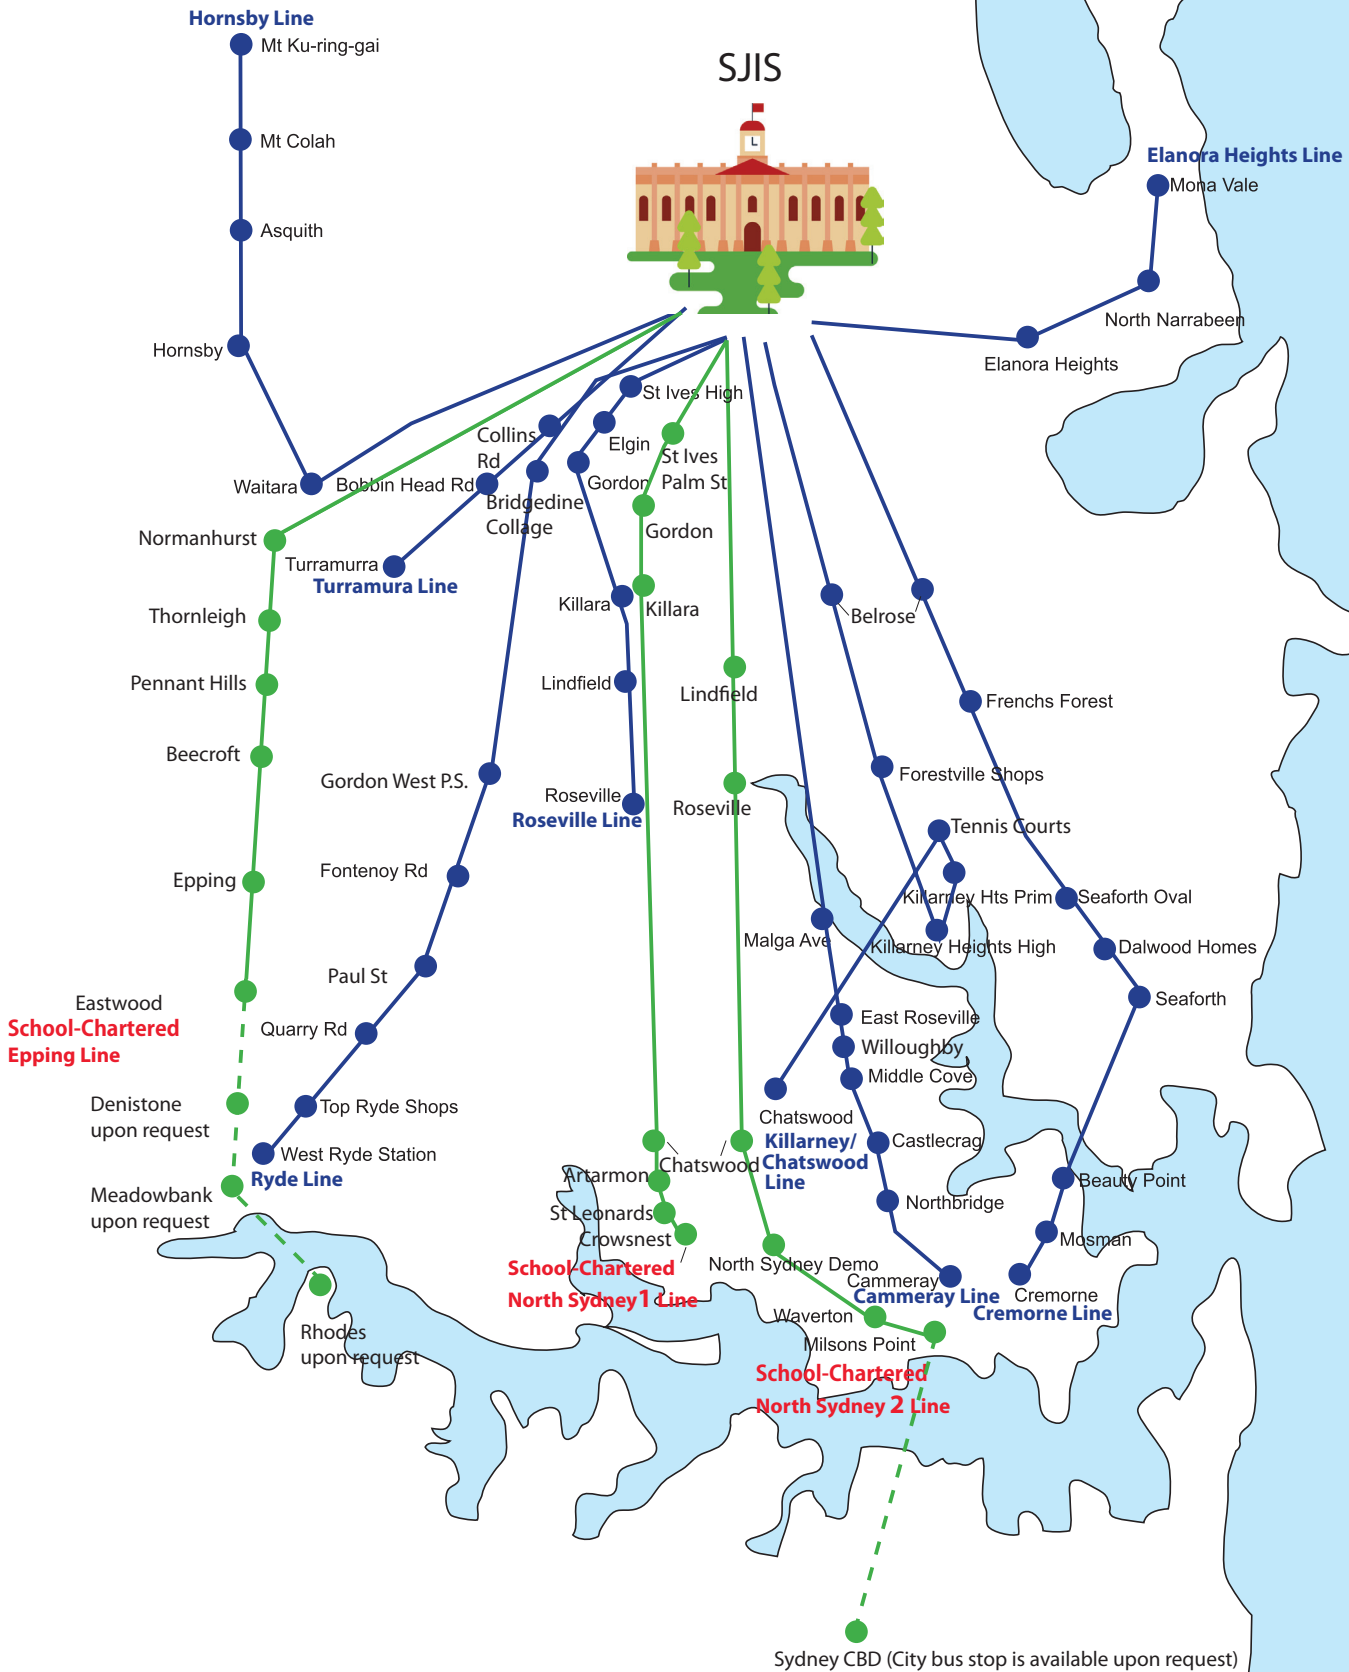 Hornsby Line
Mt Ku-ring-gai
SJIS
Mt Colah
Elanora Heights Line
Mona Vale
Asquith
North Narrabeen
Hornsby
Elanora Heights
St Ives High
Collins
Rd
Elgin
St Ives
Palm St
Waitara
Bobbin Head Rd
Gordon
Bridgedine
Collage
Gordon
Normanhurst
Turramurra
Turramura Line
Killara
Killara
Belrose
Thornleigh
Pennant Hills
Lindfield
Lindfield
Frenchs Forest
Beecroft
Gordon West P.S.
Forestville Shops
Roseville
Roseville Line
Roseville
Tennis Courts
Fontenoy Rd
Epping
Killarney Hts Prim
Seaforth Oval
Malga Ave
Killarney Heights High
Dalwood Homes
Paul St
Eastwood
School-Chartered
Epping Line
Seaforth
Quarry Rd
East Roseville
Willoughby
Middle Cove
Denistone
upon request
Top Ryde Shops
Chatswood
Killarney/
Chatswood
Line
Castlecrag
West Ryde Station
Ryde Line
Chatswood
Artarmon
Beauty Point
Meadowbank
upon request
Northbridge
St Leonards
Crowsnest
Mosman
School-Chartered
North Sydney 1 Line
North Sydney Demo
Cammeray
Cammeray Line
Cremorne
Cremorne Line
Waverton
Milsons Point
Rhodes
upon request
School-Chartered
North Sydney 2 Line
Sydney CBD (City bus stop is available upon request)